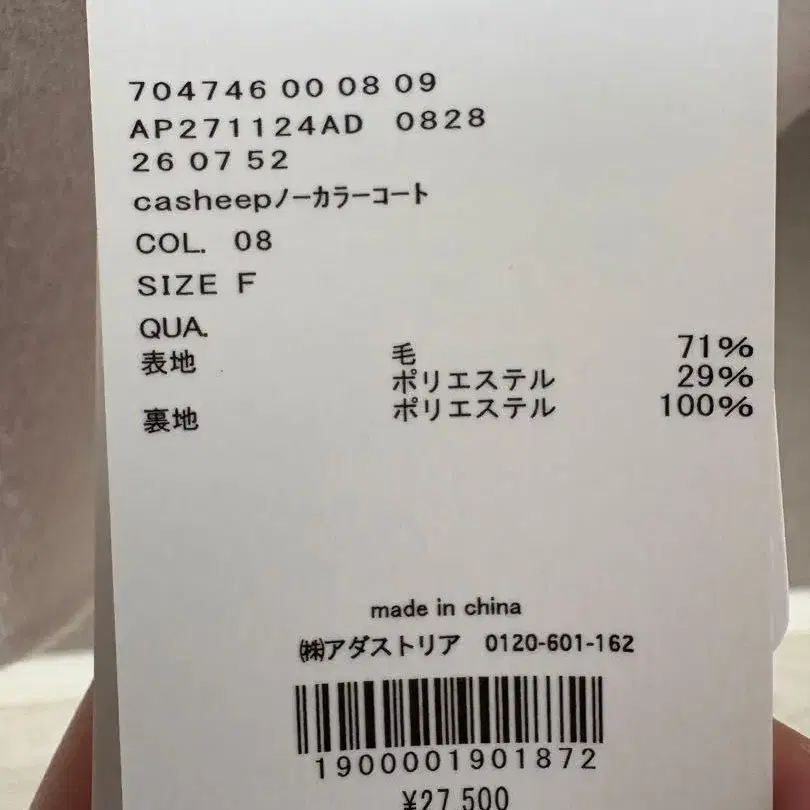 704746 00 08 09
AP271124AD 0828
26 07 52
casheepノーカラーコート
COL. 08
SIZE F
QUA.
表地 毛 71%
ポリエステル 29%
裏地 ポリエステル 100%
made in china
㈱アダストリア 0120-601-162
1900001901872
¥27,500